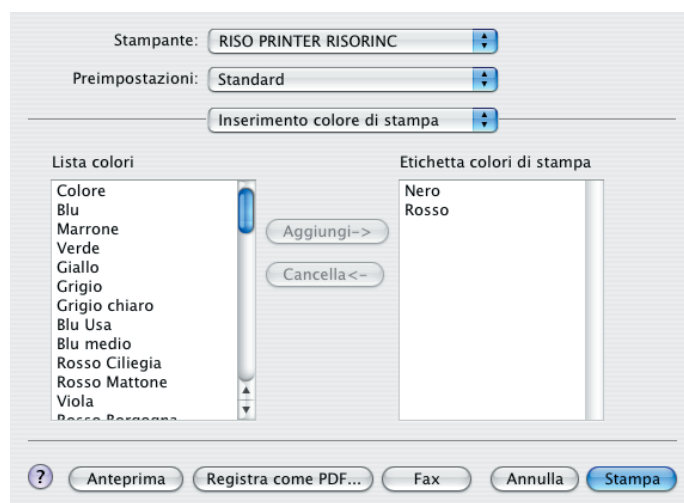 Stampante: RISO PRINTER RISORINC
Preimpostazioni: Standard
Inserimento colore di stampa
Lista colori
Etichetta colori di stampa
Colore
Blu
Marrone
Verde
Giallo
Grigio
Grigio chiaro
Blu Usa
Blu medio
Rosso Ciliegia
Rosso Mattone
Viola
Rosso Borgogna
Aggiungi->
Cancella<-
Nero
Rosso
? Anteprima Registra come PDF... Fax Annulla Stampa